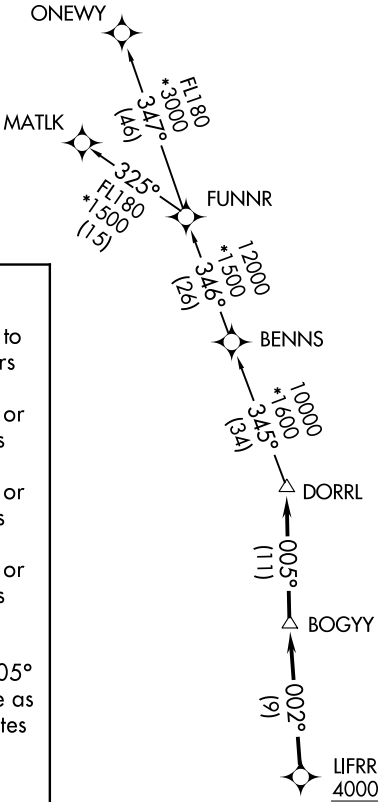 ONEWY
FL180
*3000
347°
(46)
MATLK
325°
FL180
*1500
(15)
FUNNR
12000
*1500
346°
(26)
BENNS
10000
*1600
345°
(34)
DORRL
005°
(11)
BOGYY
002°
(9)
LIFRR
4000
to
rs
or
s
or
s
or
s
05°
e as
tes